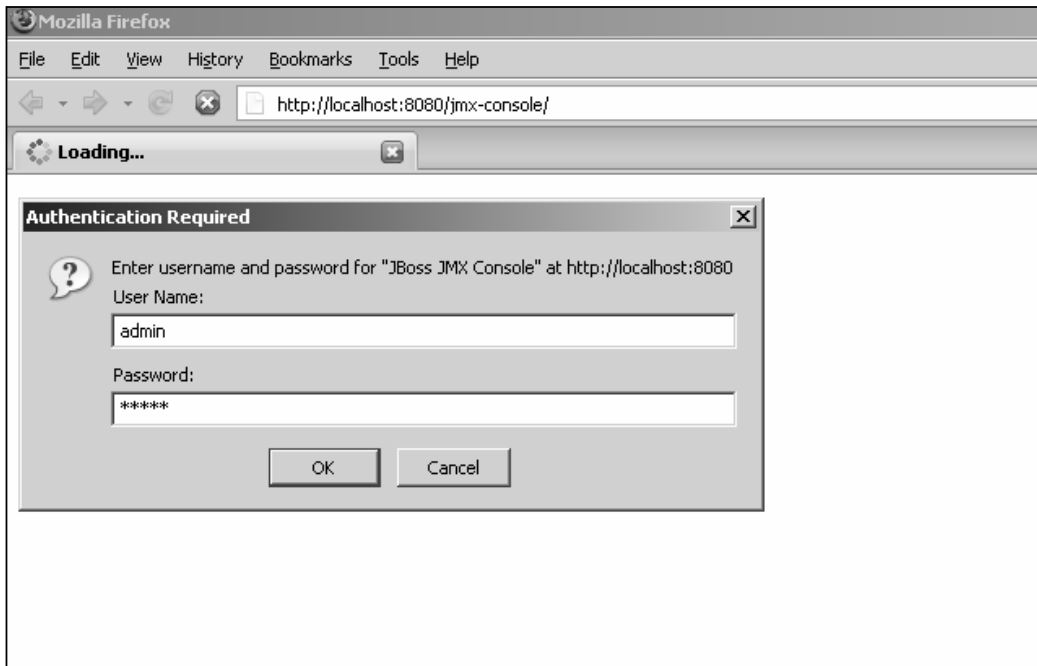 Mozilla Firefox
File Edit View History Bookmarks Tools Help
http://localhost:8080/jmx-console/
Loading...
Authentication Required
Enter username and password for "JBoss JMX Console" at http://localhost:8080
User Name:
admin
Password:
*****
OK Cancel